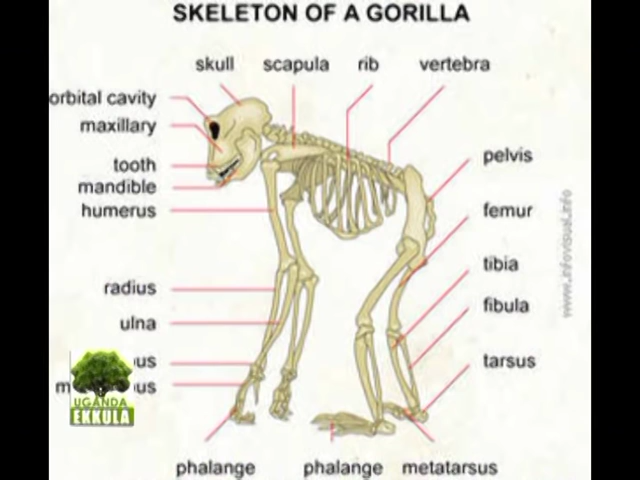 SKELETON OF A GORILLA
skull scapula rib vertebra
orbital cavity
maxillary
tooth
mandible
humerus
radius
ulna
pelvis
femur
tibia
fibula
tarsus
phalange phalange metatarsus
www.infovisual.info
UGANDA
EKKULA